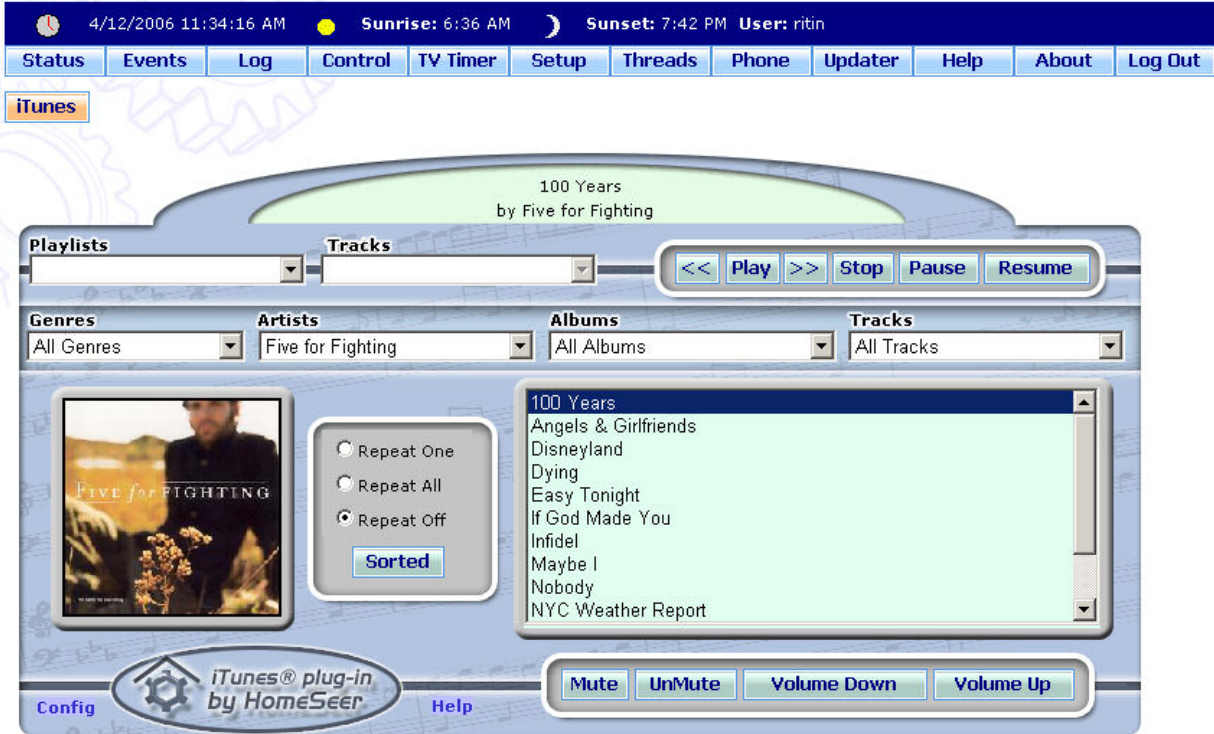 4/12/2006 11:34:16 AM Sunrise: 6:36 AM Sunset: 7:42 PM User: ritin
Status Events Log Control TV Timer Setup Threads Phone Updater Help About Log Out
iTunes
100 Years
by Five for Fighting
Playlists Tracks
<< Play >> Stop Pause Resume
Genres Artists Albums Tracks
All Genres Five for Fighting All Albums All Tracks
FIVE for FIGHTING
Repeat One
Repeat All
Repeat Off
Sorted
100 Years
Angels & Girlfriends
Disneyland
Dying
Easy Tonight
If God Made You
Infidel
Maybe I
Nobody
NYC Weather Report
iTunes® plug-in
by HomeSeer
Config Help
Mute UnMute Volume Down Volume Up